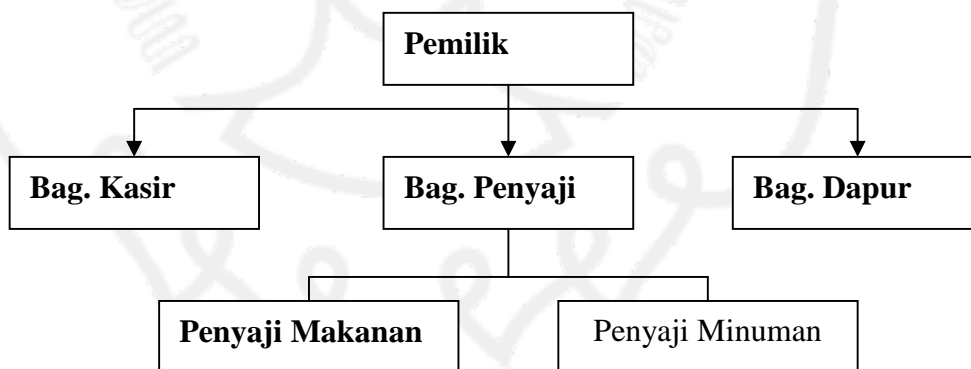 Pemilik
Bag. Kasir
Bag. Penyaji
Bag. Dapur
Penyaji Makanan
Penyaji Minuman